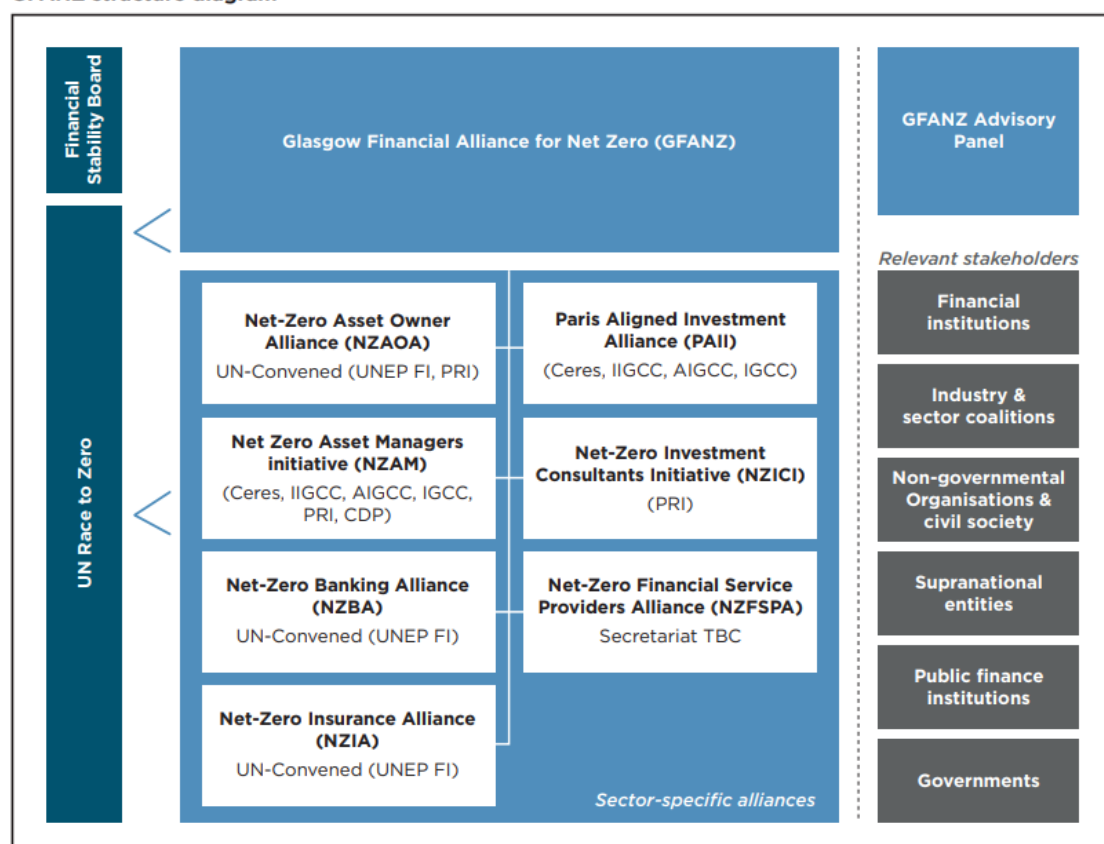 Financial
Stability Board
UN Race to Zero
Glasgow Financial Alliance for Net Zero (GFANZ)
Net-Zero Asset Owner
Alliance (NZAOA)
UN-Convened (UNEP FI, PRI)
Paris Aligned Investment
Alliance (PAII)
(Ceres, IIGCC, AIGCC, IGCC)
Net Zero Asset Managers
initiative (NZAM)
(Ceres, IIGCC, AIGCC, IGCC,
PRI, CDP)
Net-Zero Investment
Consultants Initiative (NZICI)
(PRI)
Net-Zero Banking Alliance
(NZBA)
UN-Convened (UNEP FI)
Net-Zero Financial Service
Providers Alliance (NZFSPA)
Secretariat TBC
Net-Zero Insurance Alliance
(NZIA)
UN-Convened (UNEP FI)
Sector-specific alliances
GFANZ Advisory
Panel
Relevant stakeholders
Financial
institutions
Industry &
sector coalitions
Non-governmental
Organisations &
civil society
Supranational
entities
Public finance
institutions
Governments